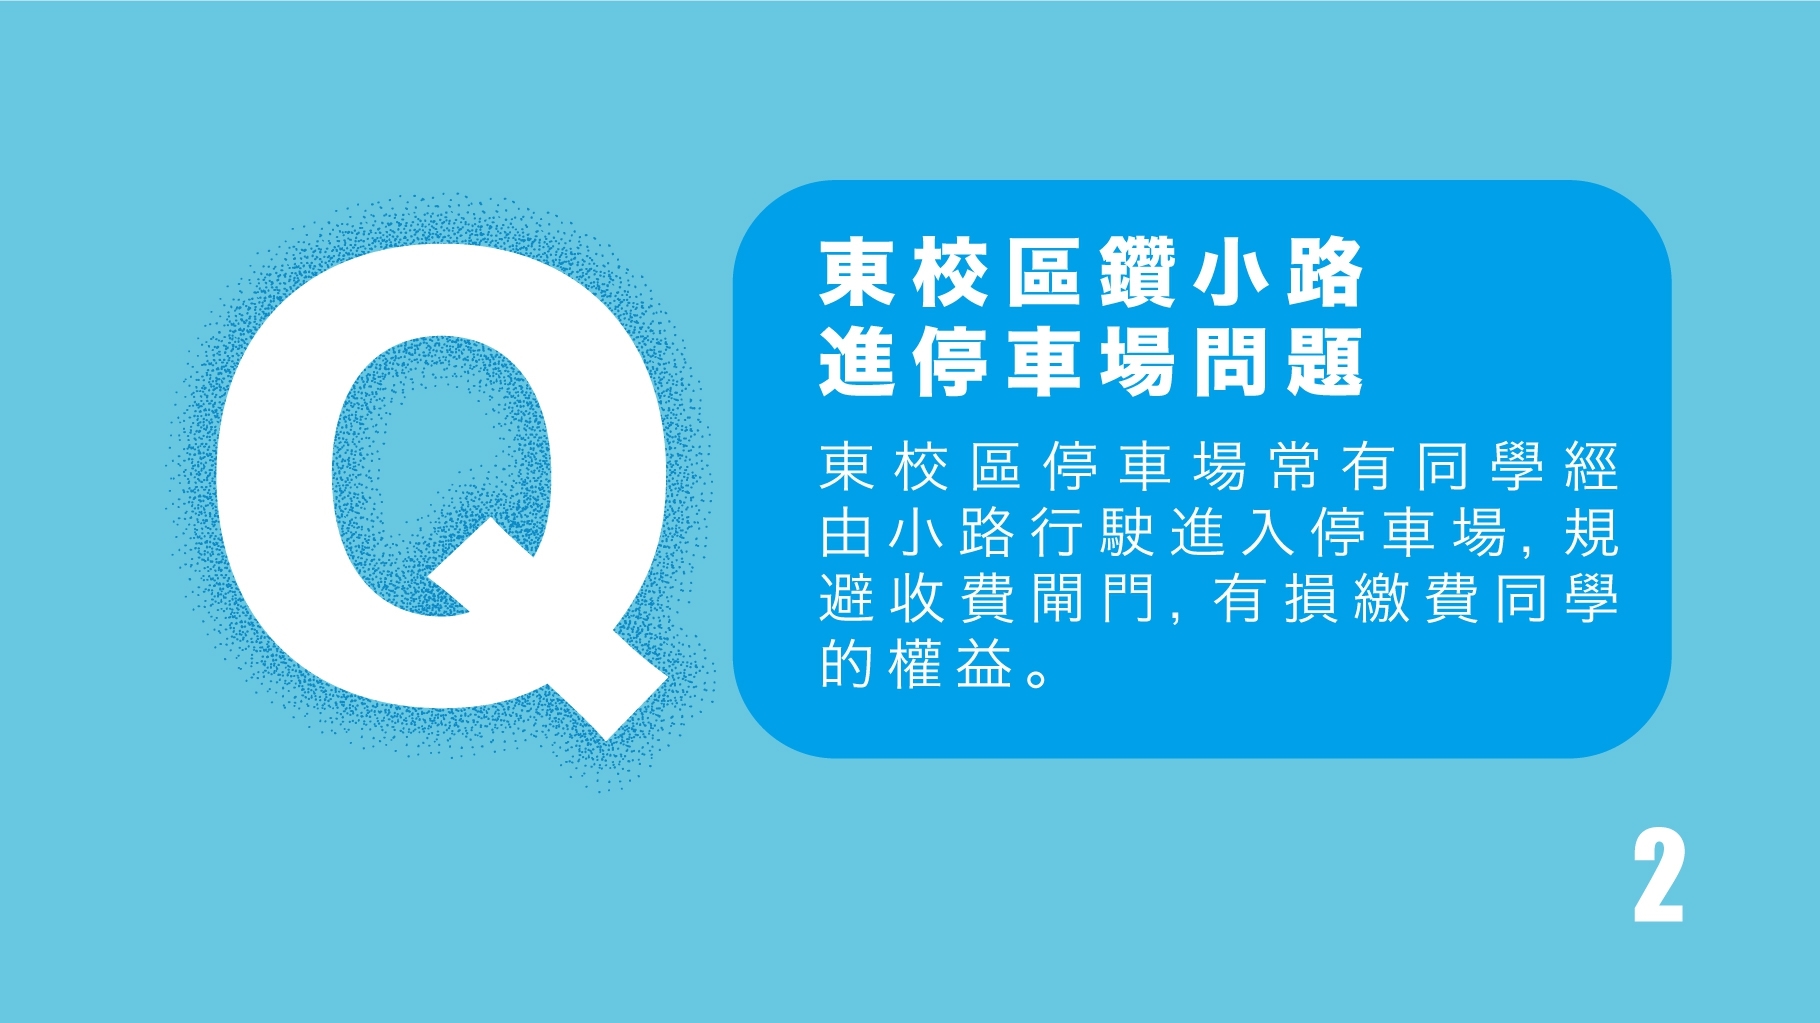 Q
東校區鑽小路
進停車場問題
東校區停車場常有同學經
由小路行駛進入停車場,規
避收費閘門,有損繳費同學
的權益。
2